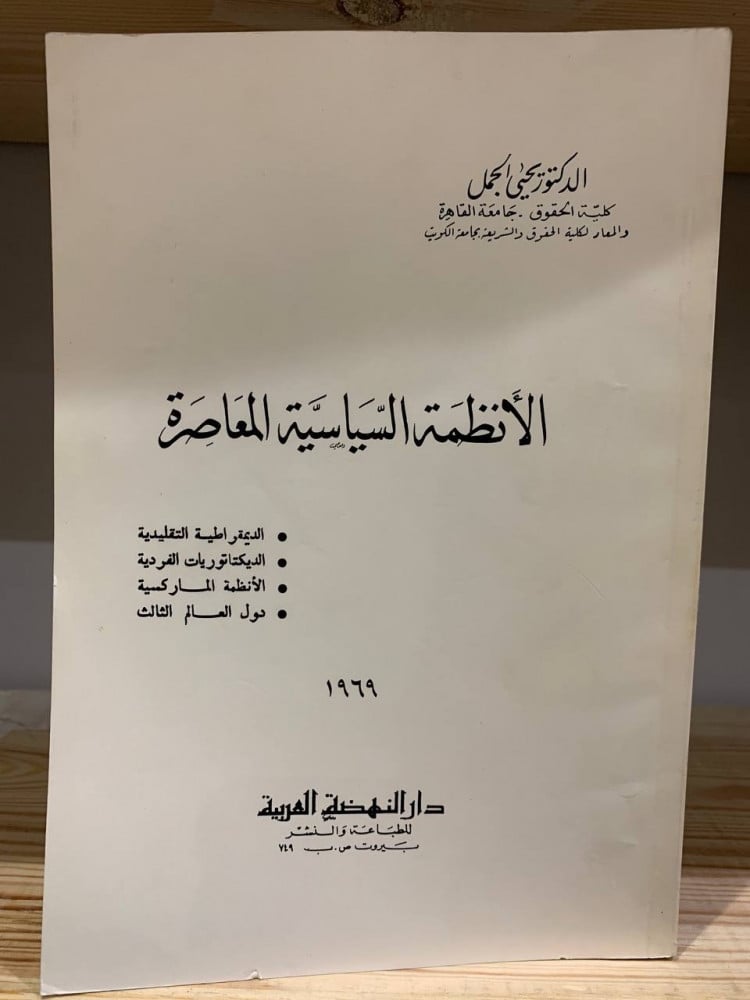 الدكتور يحيى الجمل
كلية الحقوق - جامعة القاهرة
والمعار لكلية الحقوق والشريعة بجامعة الكويت
الأنظمة السياسية المعاصرة
• الديمقراطية التقليدية
• الديكتاتوريات الفردية
• الأنظمة الماركسية
• دول العالم الثالث
١٩٦٩
دار النهضة العربية
للطباعة والنشر
بيروت ص.ب ٧٤٩